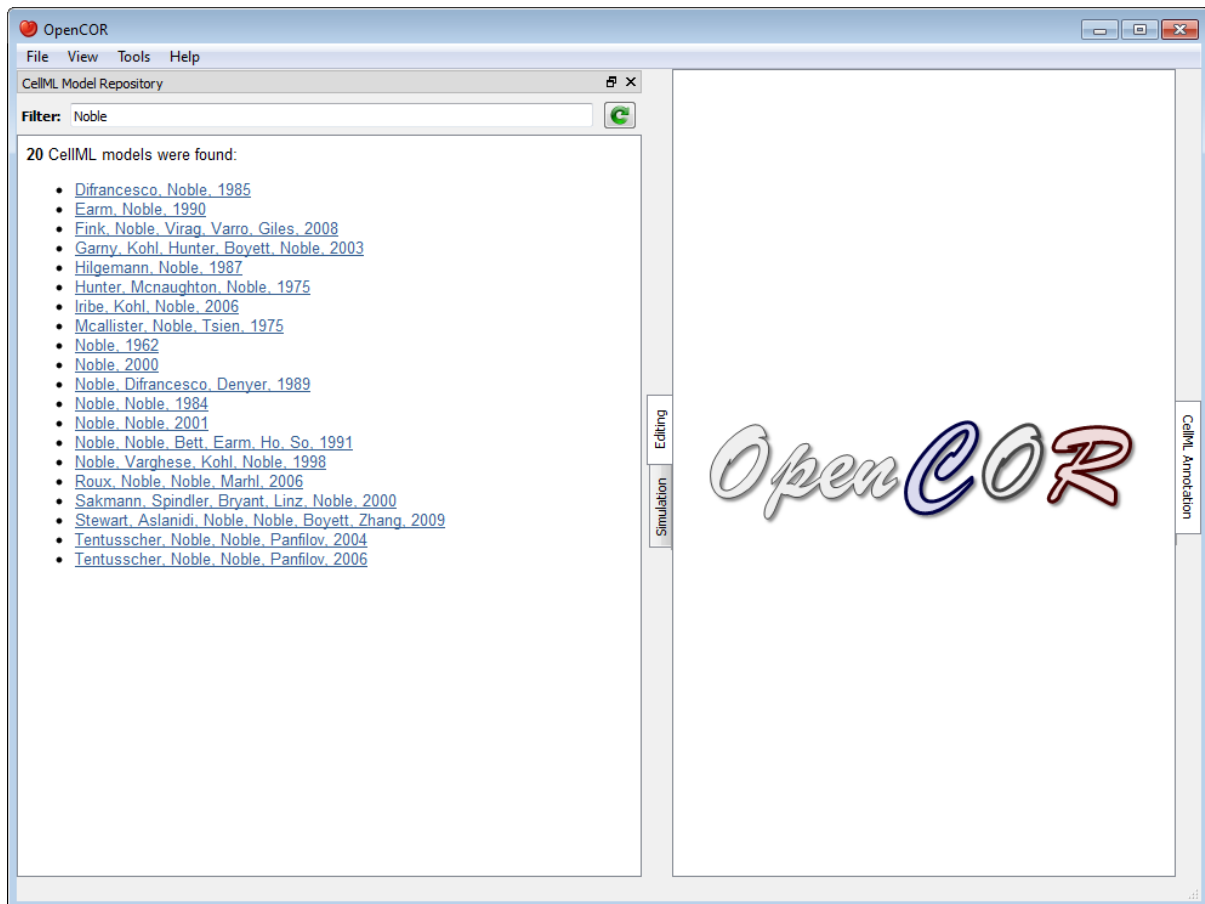 OpenCOR
File View Tools Help
CellML Model Repository
Filter: Noble
20 CellML models were found:
Difrancesco, Noble, 1985
Earm, Noble, 1990
Fink, Noble, Virag, Varro, Giles, 2008
Garny, Kohl, Hunter, Boyett, Noble, 2003
Hilgemann, Noble, 1987
Hunter, Mcnaughton, Noble, 1975
Iribe, Kohl, Noble, 2006
Mcallister, Noble, Tsien, 1975
Noble, 1962
Noble, 2000
Noble, Difrancesco, Denyer, 1989
Noble, Noble, 1984
Noble, Noble, 2001
Noble, Noble, Bett, Earm, Ho, So, 1991
Noble, Varghese, Kohl, Noble, 1998
Roux, Noble, Noble, Marhl, 2006
Sakmann, Spindler, Bryant, Linz, Noble, 2000
Stewart, Aslanidi, Noble, Noble, Boyett, Zhang, 2009
Tentusscher, Noble, Noble, Panfilov, 2004
Tentusscher, Noble, Noble, Panfilov, 2006
Editing
Simulation
OpenCOR
CellML Annotation